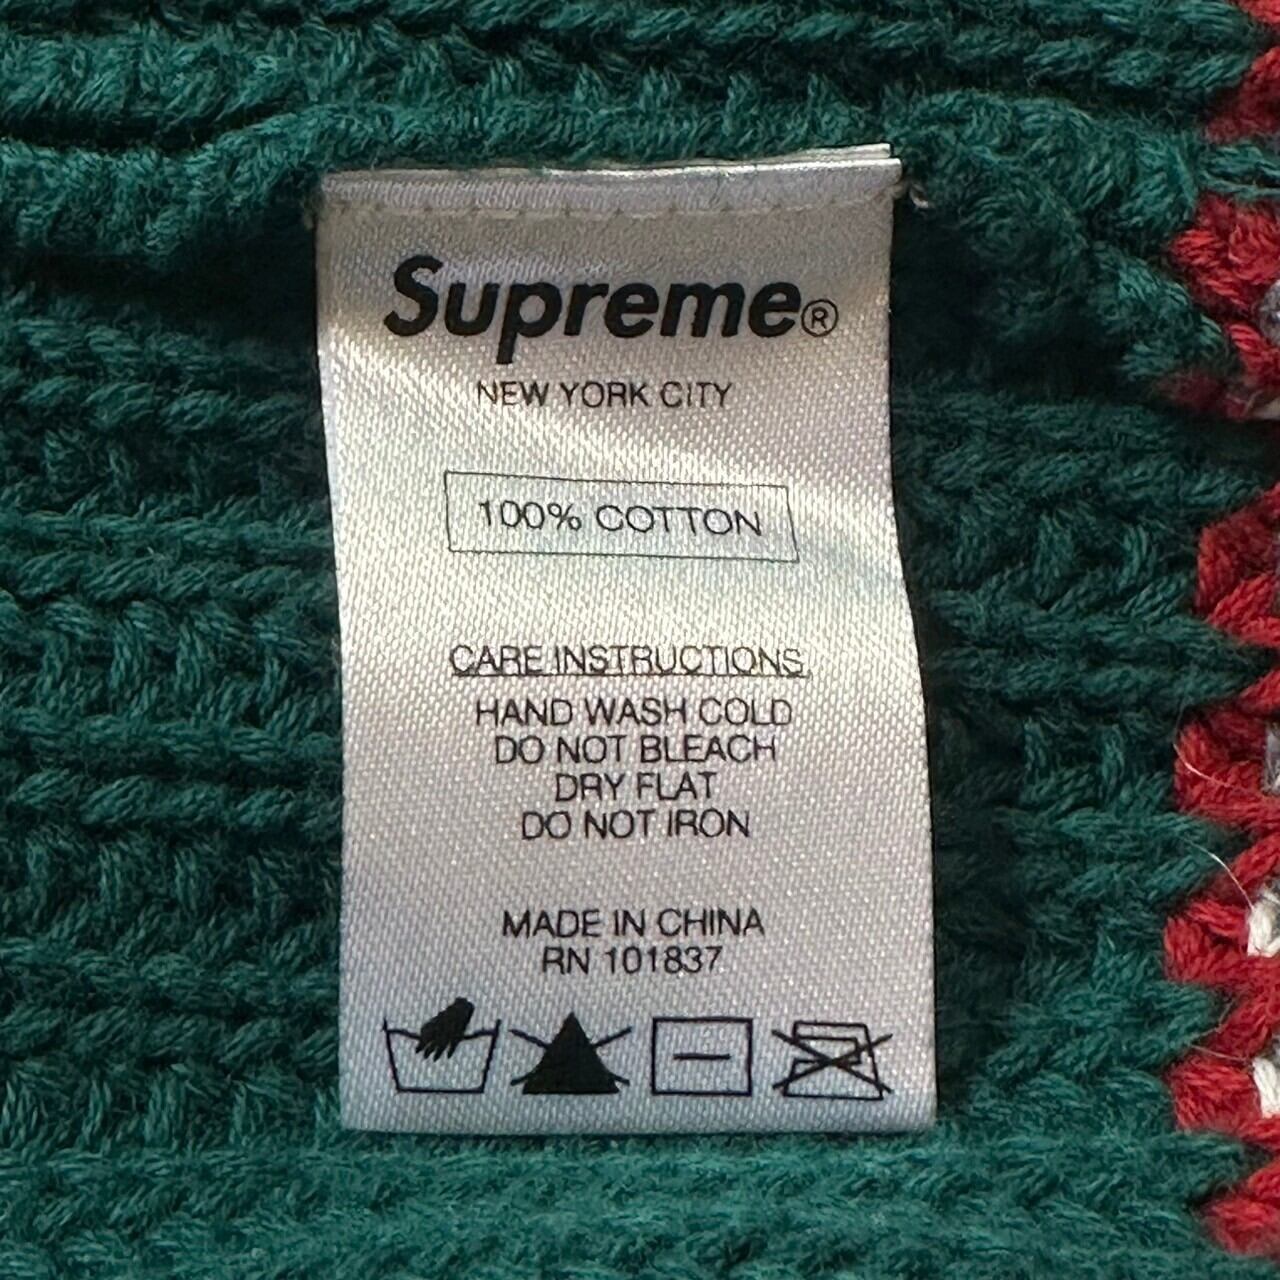 Supreme®
NEW YORK CITY
100% COTTON
CARE INSTRUCTIONS
HAND WASH COLD
DO NOT BLEACH
DRY FLAT
DO NOT IRON
MADE IN CHINA
RN 101837